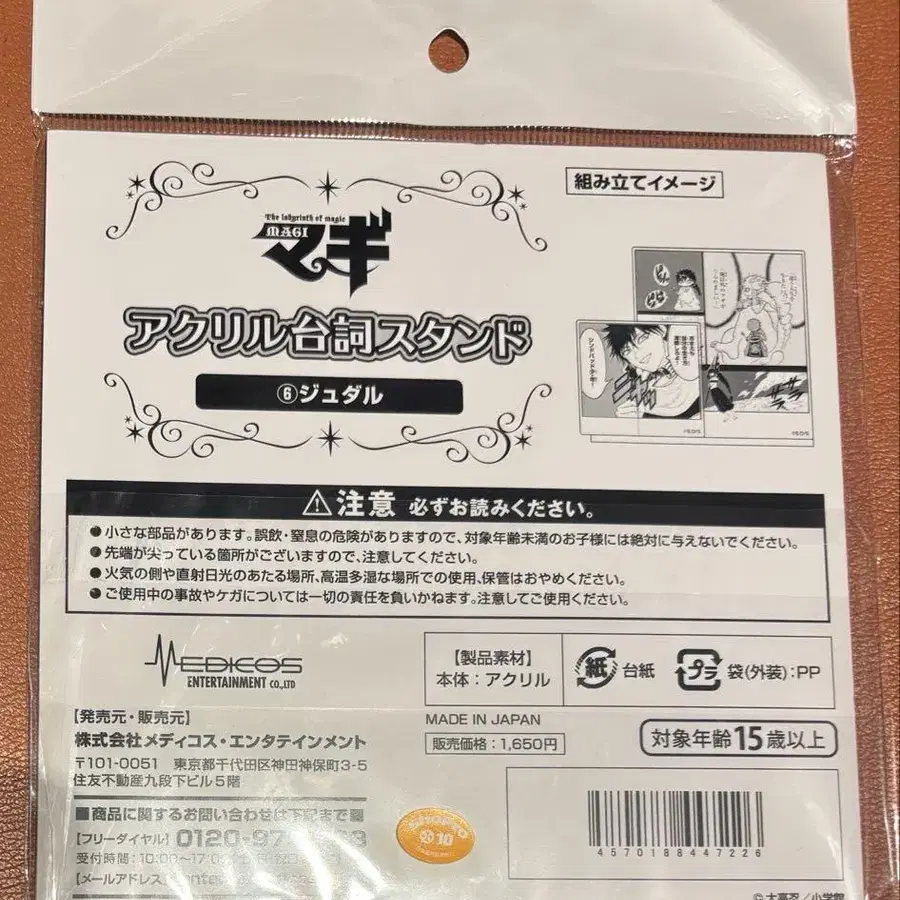 組み立てイメージ
The labyrinth of magic
MAGI
マギ
アクリル台詞スタンド
⑥ジュダル
⚠注意 必ずお読みください。
●小さな部品があります。誤飲・窒息の危険がありますので、対象年齢未満のお子様には絶対に与えないでください。
●先端が尖っている箇所がございますので、注意してください。
●火気の側や直射日光のあたる場所、高温多湿な場所での使用、保管はおやめください。
●ご使用中の事故やケガについては一切の責任を負いかねます。注意してご使用ください。
MEDICOS
ENTERTAINMENT CO.,LTD
【製品素材】
本体：アクリル
紙 台紙
プラ 袋(外装)：PP
【発売元・販売元】
株式会社メディコス・エンタテインメント
〒101-0051 東京都千代田区神田神保町3-5
住友不動産九段下ビル5階
MADE IN JAPAN
販売価格：1,650円
対象年齢15歳以上
■商品に関するお問い合わせは下記まで
【フリーダイヤル】0120-97
受付時間：10:00〜17:0
【メールアドレス】
10
4570188447226
©大高忍／小学館